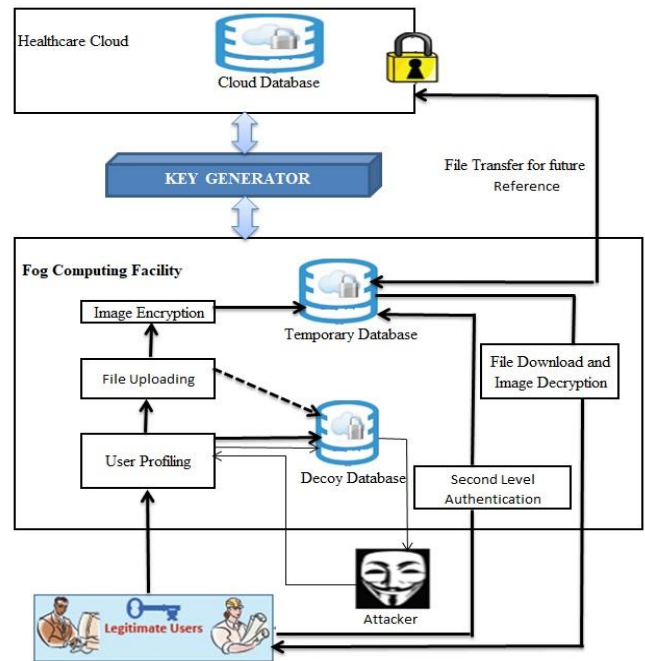 Healthcare Cloud
Cloud Database
KEY GENERATOR
File Transfer for future
Reference
Fog Computing Facility
Image Encryption
Temporary Database
File Uploading
File Download and
Image Decryption
User Profiling
Decoy Database
Second Level
Authentication
Attacker
Legitimate Users